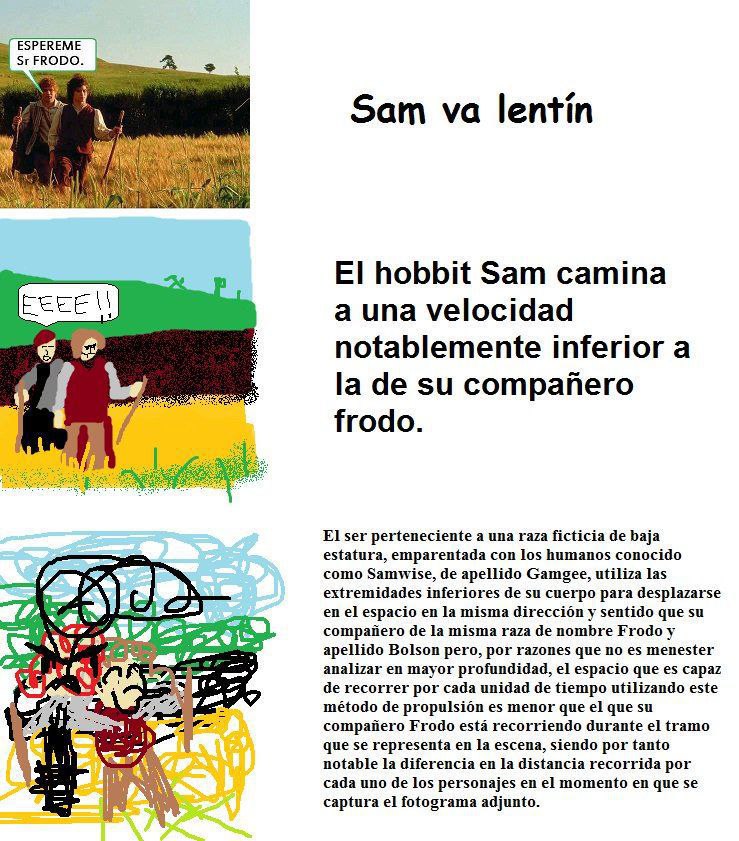 ESPEREME
Sr FRODO.
Sam va lentín
EEEE!!
El hobbit Sam camina
a una velocidad
notablemente inferior a
la de su compañero
frodo.
El ser perteneciente a una raza ficticia de baja
estatura, emparentada con los humanos conocido
como Samwise, de apellido Gamgee, utiliza las
extremidades inferiores de su cuerpo para desplazarse
en el espacio en la misma dirección y sentido que su
compañero de la misma raza de nombre Frodo y
apellido Bolson pero, por razones que no es menester
analizar en mayor profundidad, el espacio que es capaz
de recorrer por cada unidad de tiempo utilizando este
método de propulsión es menor que el que su
compañero Frodo está recorriendo durante el tramo
que se representa en la escena, siendo por tanto
notable la diferencia en la distancia recorrida por
cada uno de los personajes en el momento en que se
captura el fotograma adjunto.